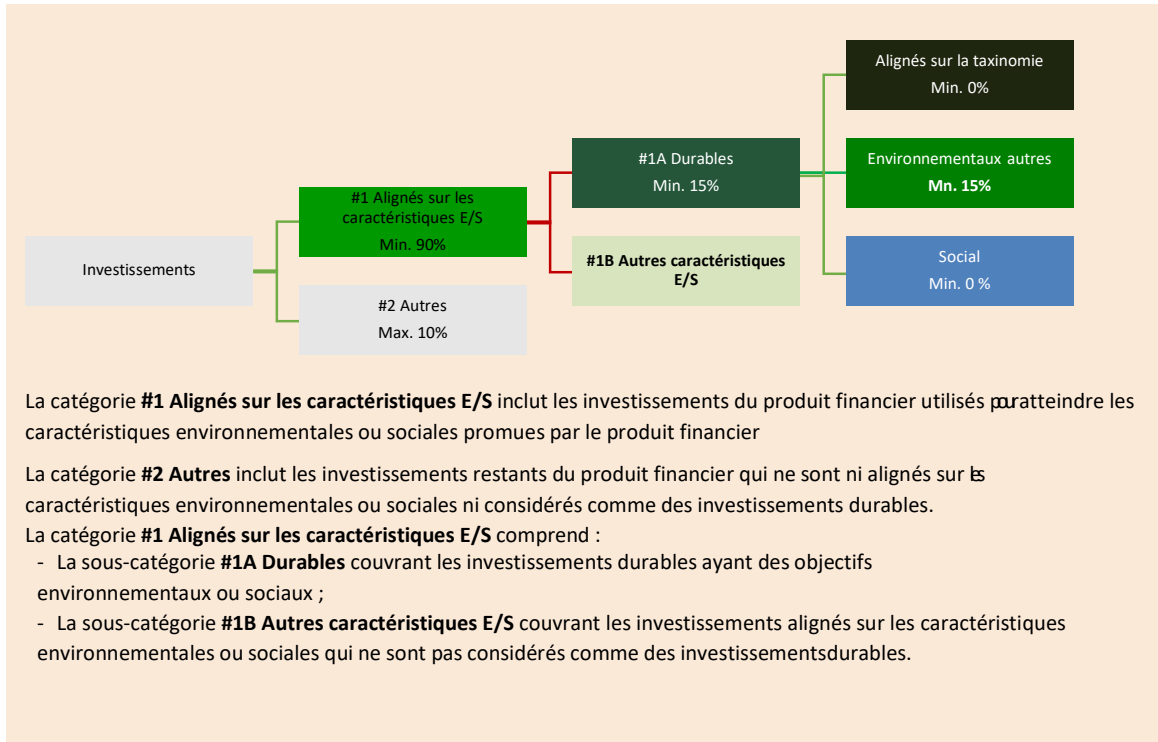 Alignés sur la taxinomie
Min. 0%
#1A Durables
Min. 15%
Environnementaux autres
Mn. 15%
#1 Alignés sur les
caractéristiques E/S
Min. 90%
Investissements
#1B Autres caractéristiques
E/S
Social
Min. 0 %
#2 Autres
Max. 10%
La catégorie #1 Alignés sur les caractéristiques E/S inclut les investissements du produit financier utilisés pouratteindre les
caractéristiques environnementales ou sociales promues par le produit financier
La catégorie #2 Autres inclut les investissements restants du produit financier qui ne sont ni alignés sur les
caractéristiques environnementales ou sociales ni considérés comme des investissements durables.
La catégorie #1 Alignés sur les caractéristiques E/S comprend :
- La sous-catégorie #1A Durables couvrant les investissements durables ayant des objectifs
environnementaux ou sociaux ;
- La sous-catégorie #1B Autres caractéristiques E/S couvrant les investissements alignés sur les caractéristiques
environnementales ou sociales qui ne sont pas considérés comme des investissementsdurables.